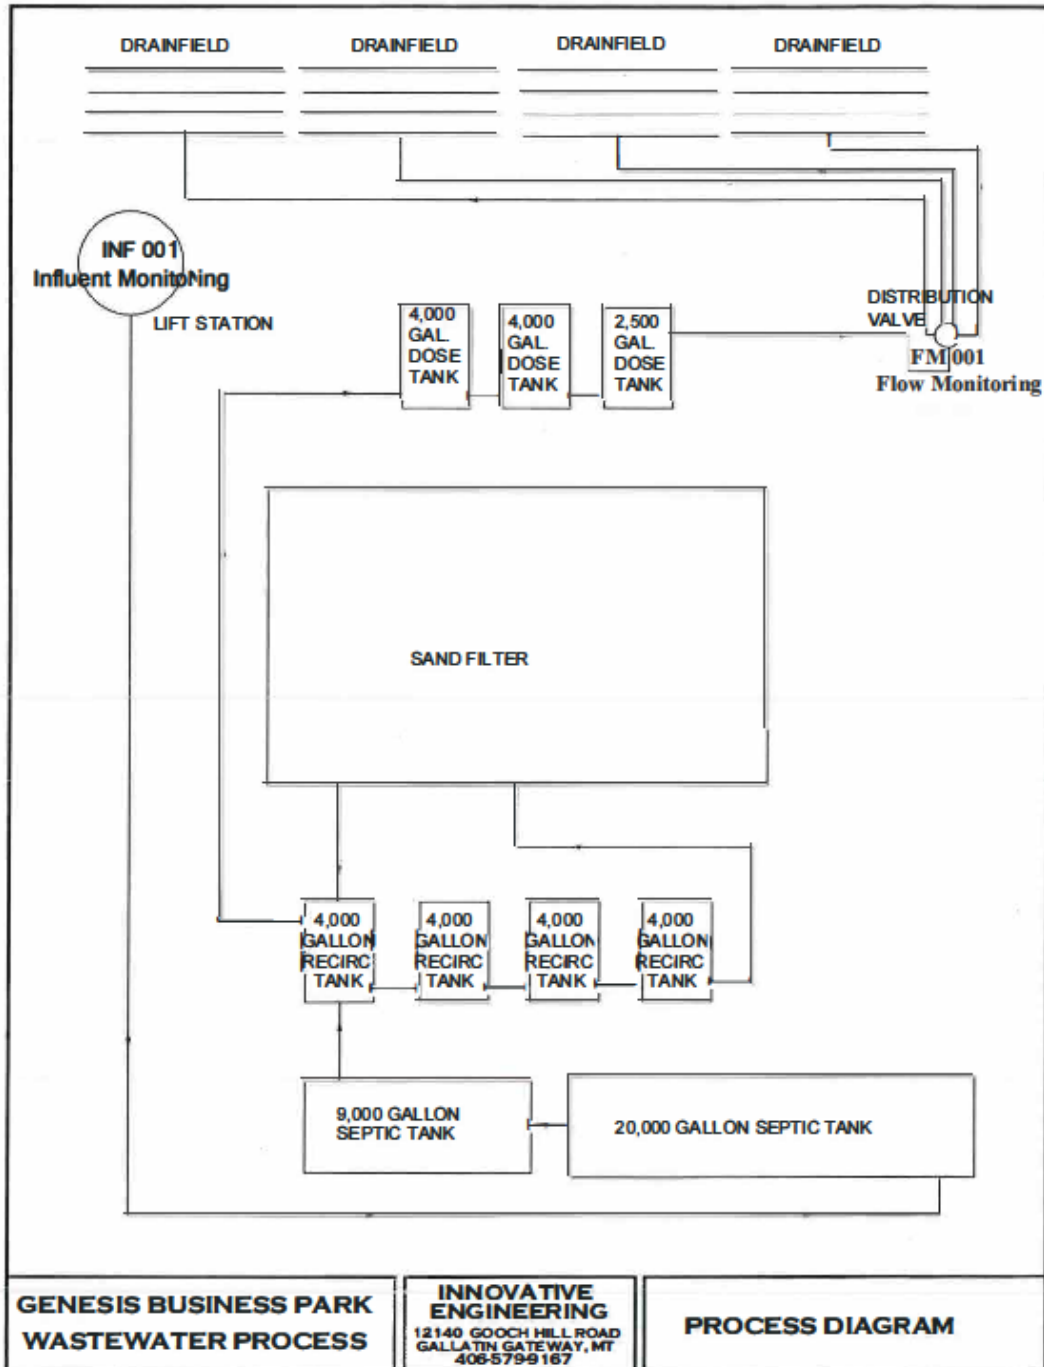 DRAINFIELD
DRAINFIELD
DRAINFIELD
DRAINFIELD
INF 001
Influent Monitoring
LIFT STATION
4,000
GAL.
DOSE
TANK
4,000
GAL.
DOSE
TANK
2,500
GAL.
DOSE
TANK
DISTRIBUTION
VALVE
FM 001
Flow Monitoring
SAND FILTER
4,000
GALLON
RECIRC
TANK
4,000
GALLON
RECIRC
TANK
4,000
GALLON
RECIRC
TANK
4,000
GALLON
RECIRC
TANK
9,000 GALLON
SEPTIC TANK
20,000 GALLON SEPTIC TANK
GENESIS BUSINESS PARK
WASTEWATER PROCESS
INNOVATIVE
ENGINEERING
12140 GOOCH HILL ROAD
GALLATIN GATEWAY, MT
406-579-9167
PROCESS DIAGRAM